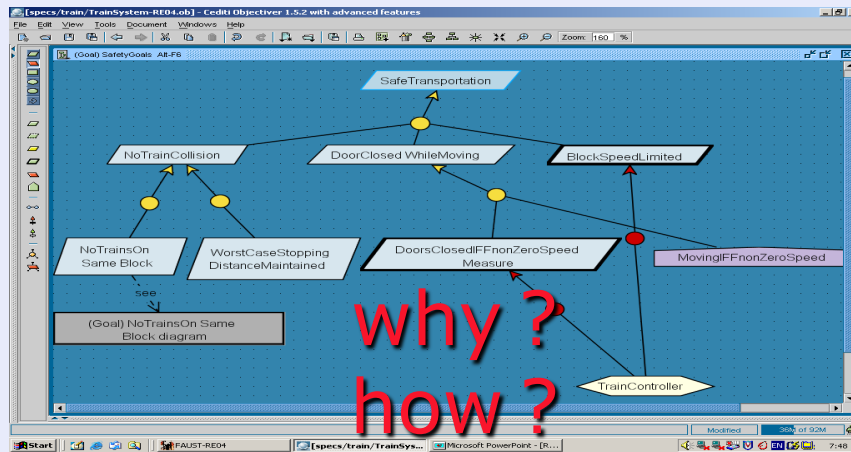 [specs/train/TrainSystem-RE04.ob] - Cediti Objectiver 1.5.2 with advanced features
File Edit View Tools Document Windows Help
Zoom: 160 %
(Goal) SafetyGoals Alt-F6
SafeTransportation
NoTrainCollision
DoorClosed WhileMoving
BlockSpeedLimited
NoTrainsOn
Same Block
WorstCaseStopping
DistanceMaintained
DoorsClosedIFFnonZeroSpeed
Measure
MovingIFFnonZeroSpeed
see
(Goal) NoTrainsOn Same
Block diagram
why ?
TrainController
how ?
Modified 36M of 92M
Start FAUST-RE04 [specs/train/TrainSys... Microsoft PowerPoint - [R... EN 7:48